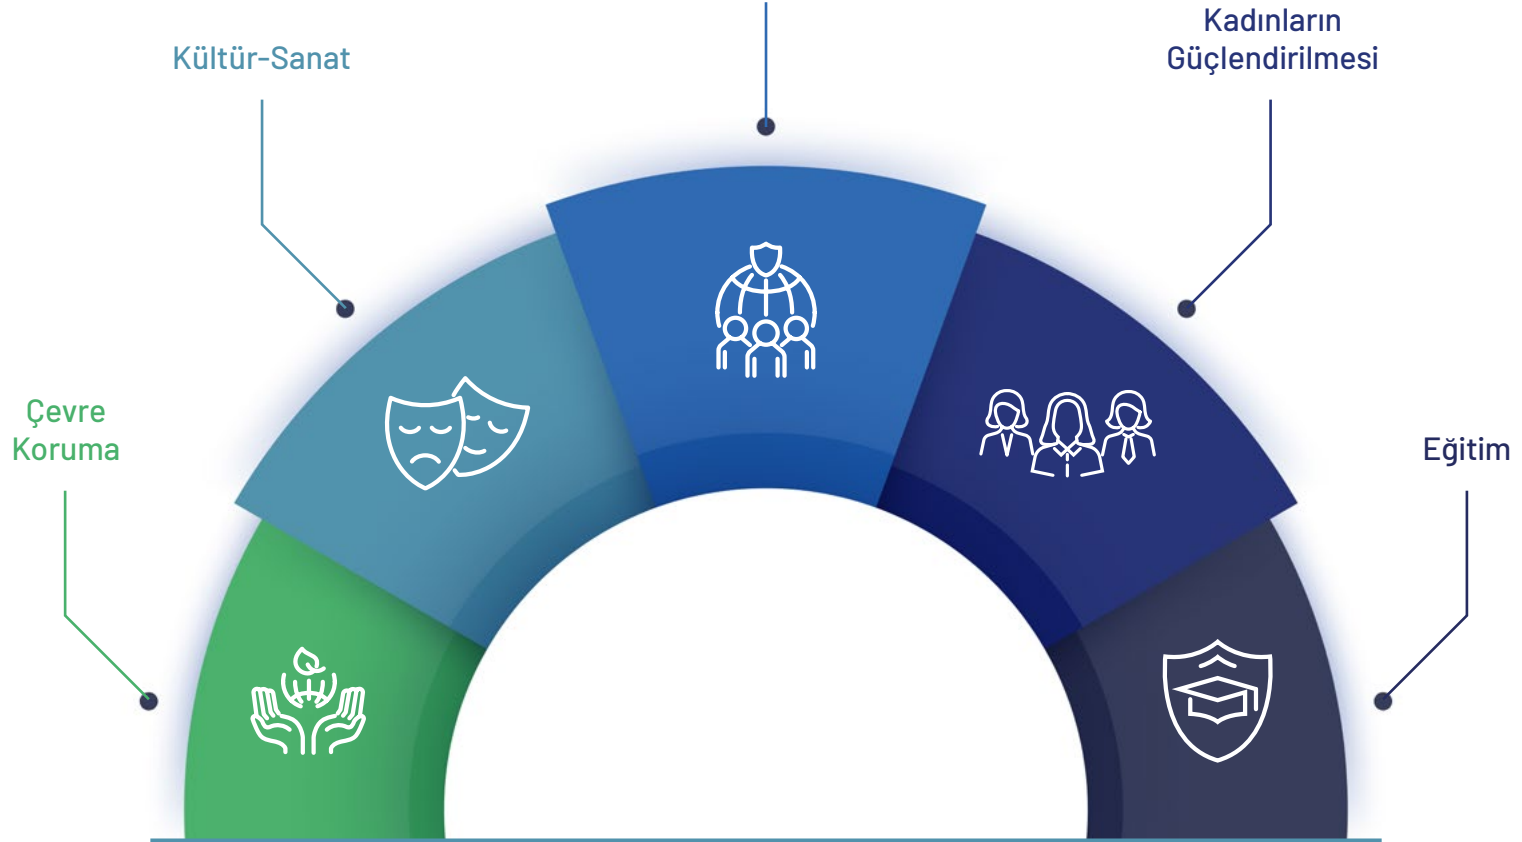 Kültür-Sanat
Kadınların
Güçlendirilmesi
Çevre
Koruma
Eğitim